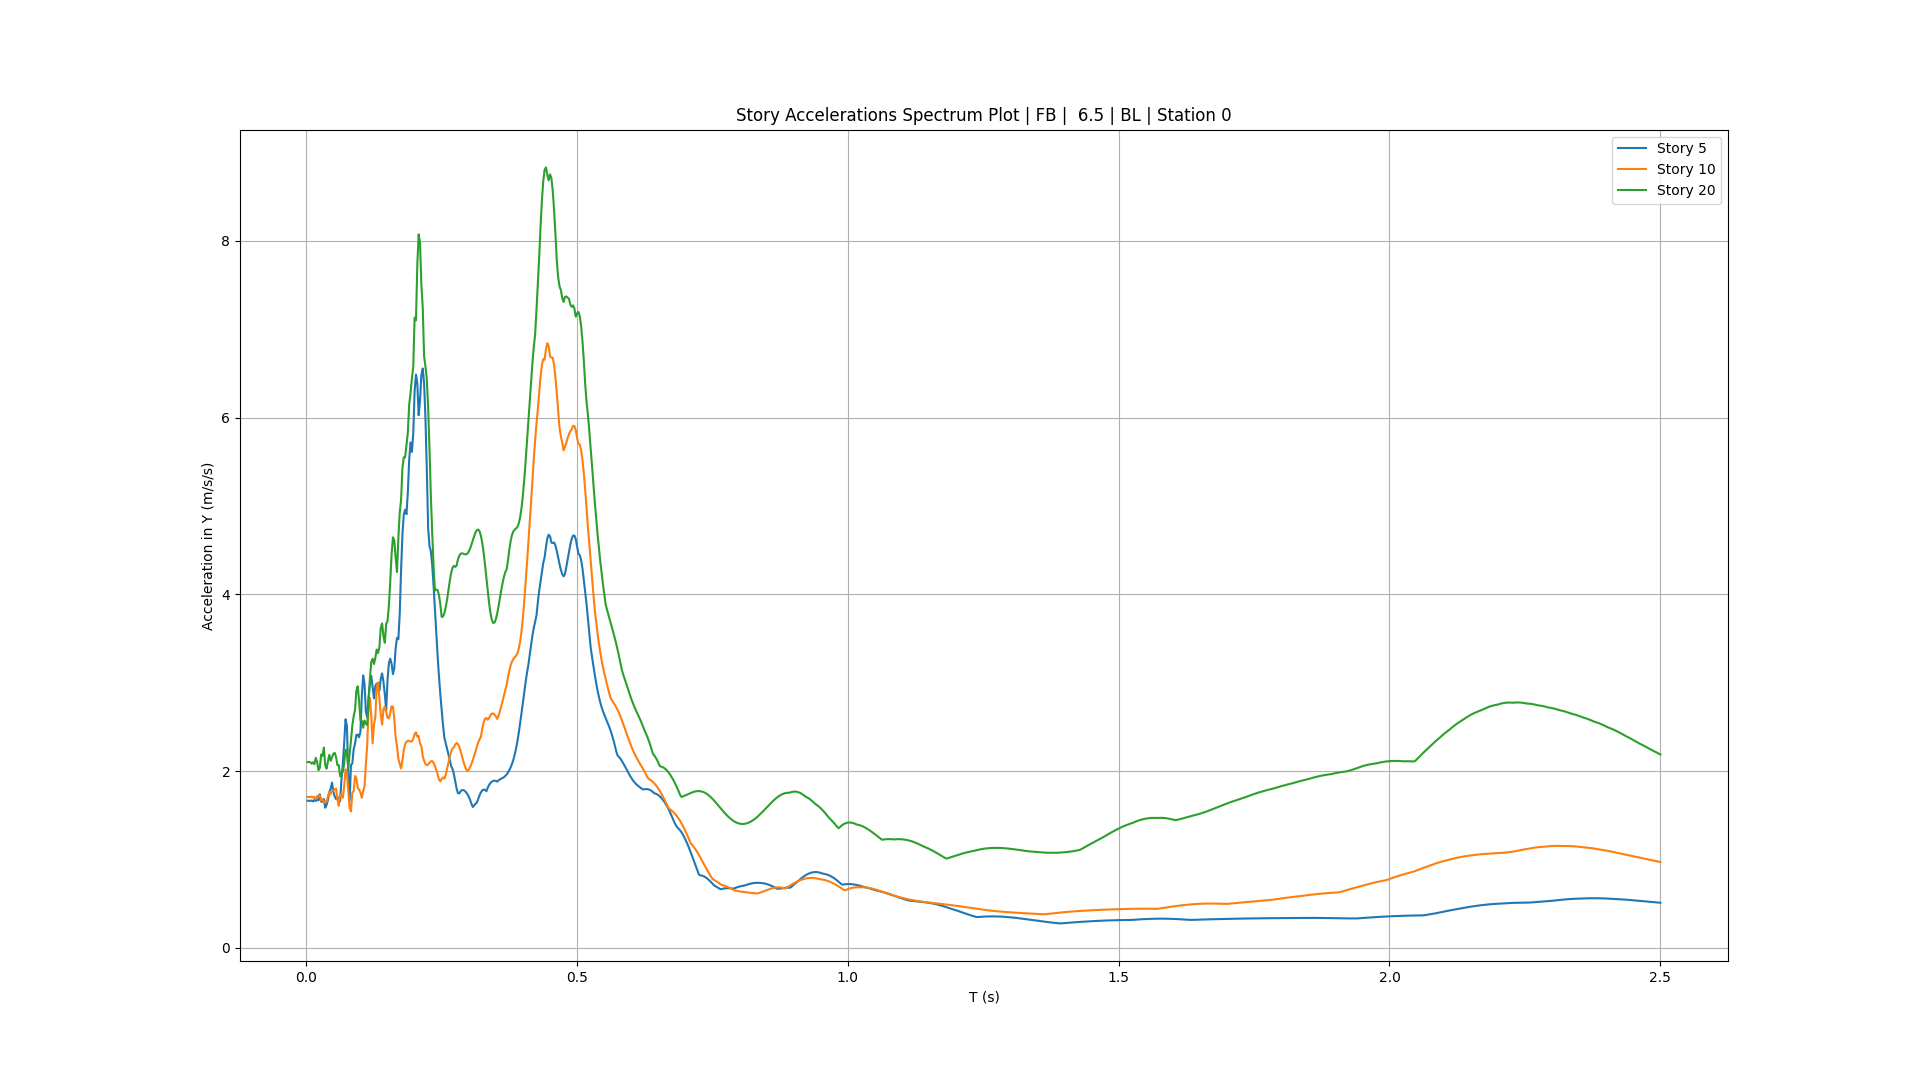 Story Accelerations Spectrum Plot | FB |  6.5 | BL | Station 0
Story 5
Story 10
Story 20
Acceleration in Y (m/s/s)
8
6
4
2
0
0.0 0.5 1.0 1.5 2.0 2.5
T (s)